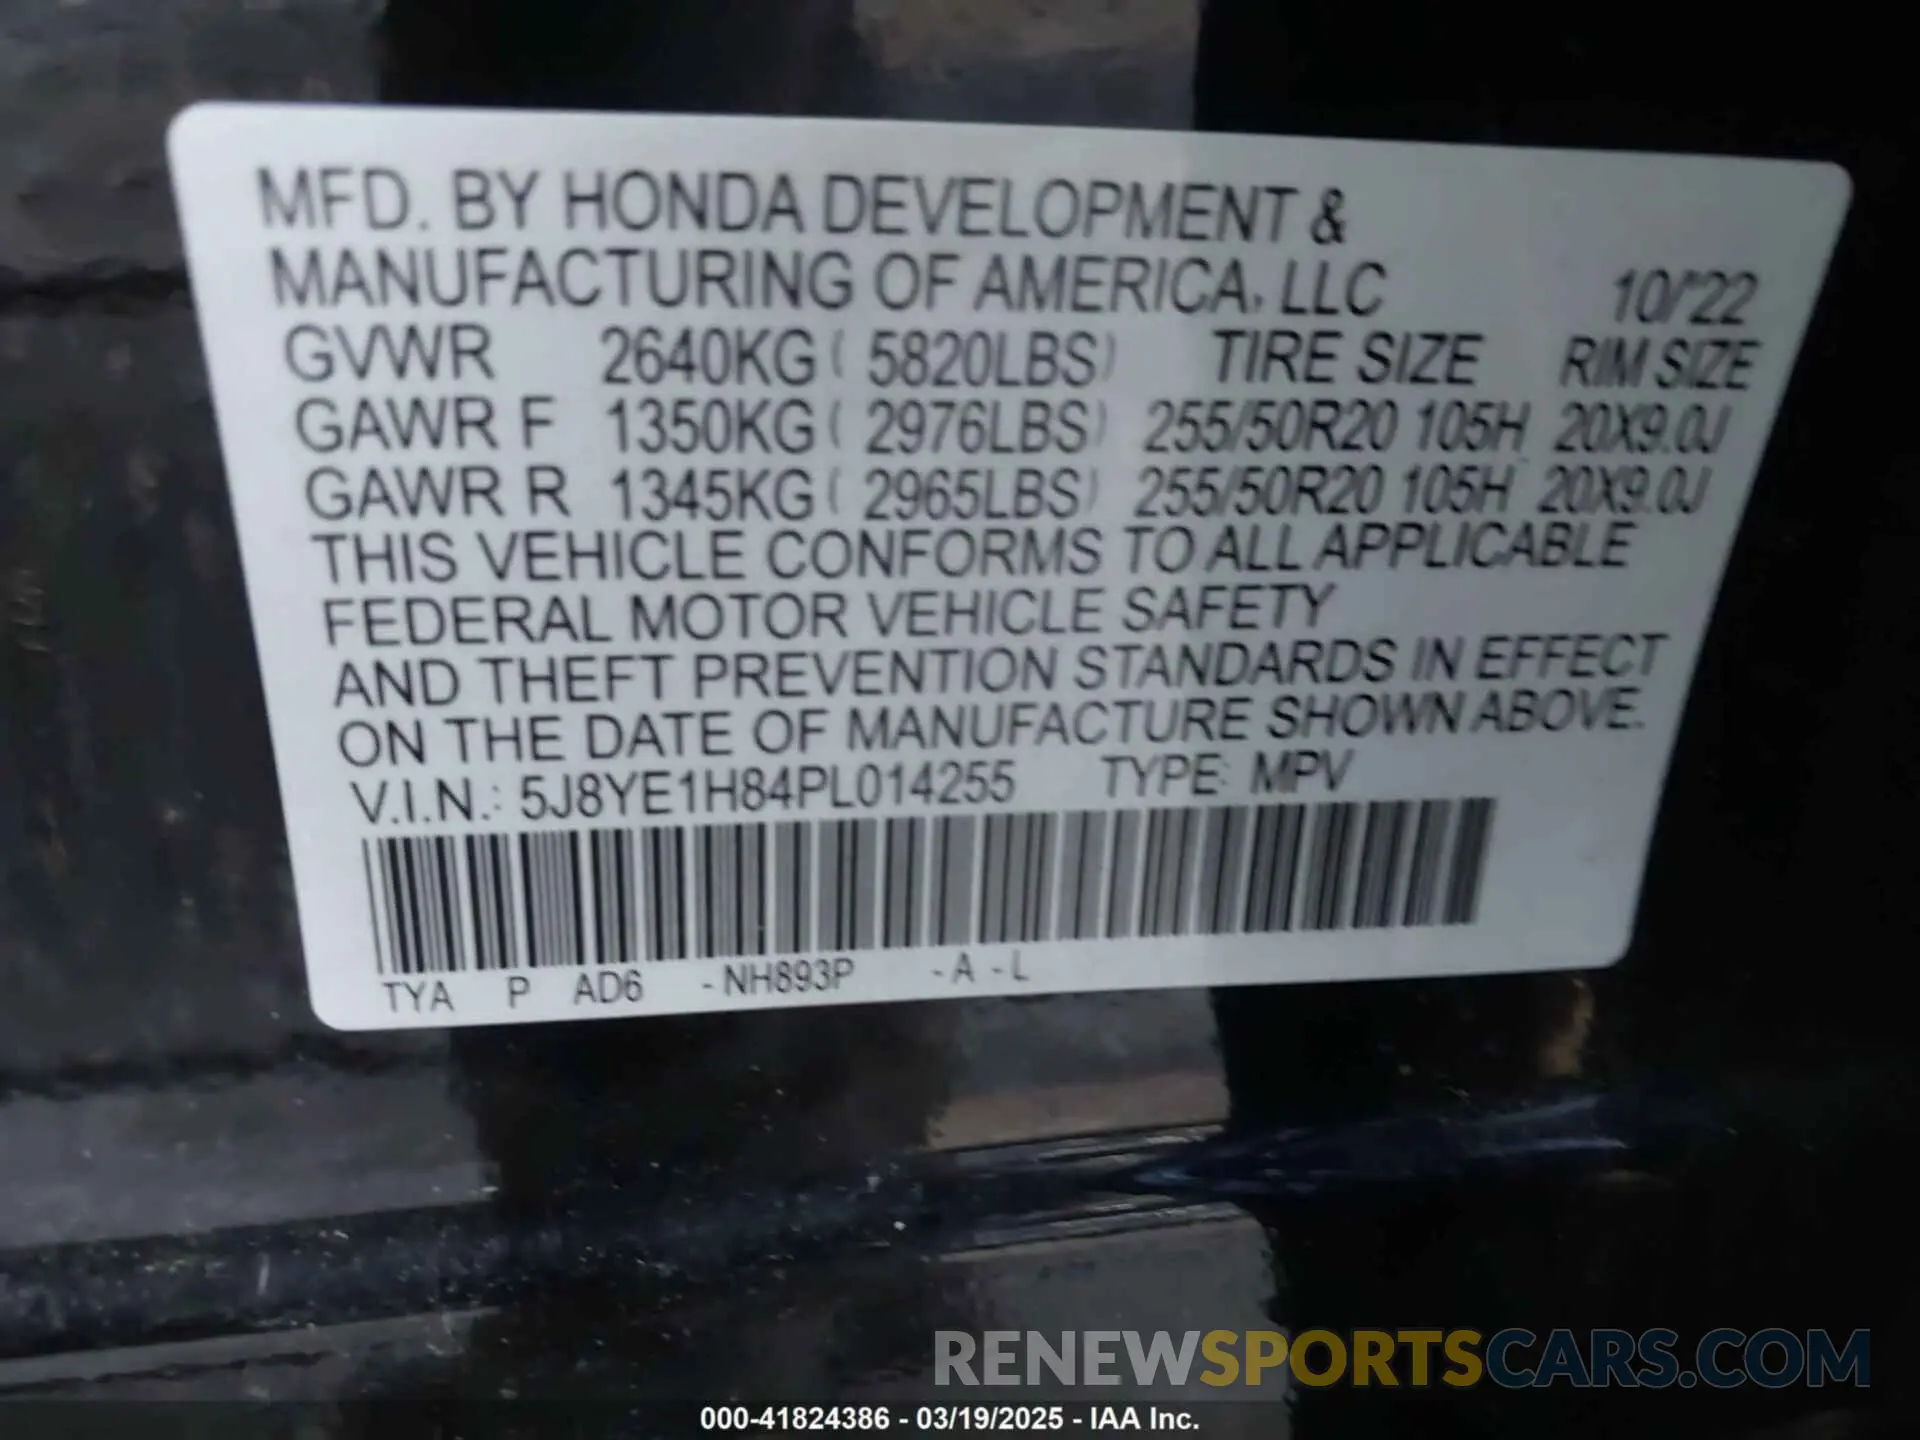 MFD. BY HONDA DEVELOPMENT &
MANUFACTURING OF AMERICA, LLC 10/'22
GVWR 2640KG ( 5820LBS) TIRE SIZE RIM SIZE
GAWR F 1350KG ( 2976LBS) 255/50R20 105H 20X9.0J
GAWR R 1345KG ( 2965LBS) 255/50R20 105H 20X9.0J
THIS VEHICLE CONFORMS TO ALL APPLICABLE
FEDERAL MOTOR VEHICLE SAFETY
AND THEFT PREVENTION STANDARDS IN EFFECT
ON THE DATE OF MANUFACTURE SHOWN ABOVE.
V.I.N.: 5J8YE1H84PL014255 TYPE: MPV
TYA P AD6 -NH893P -A -L
RENEWSPORTSCARS.COM
000-41824386 - 03/19/2025 - IAA Inc.